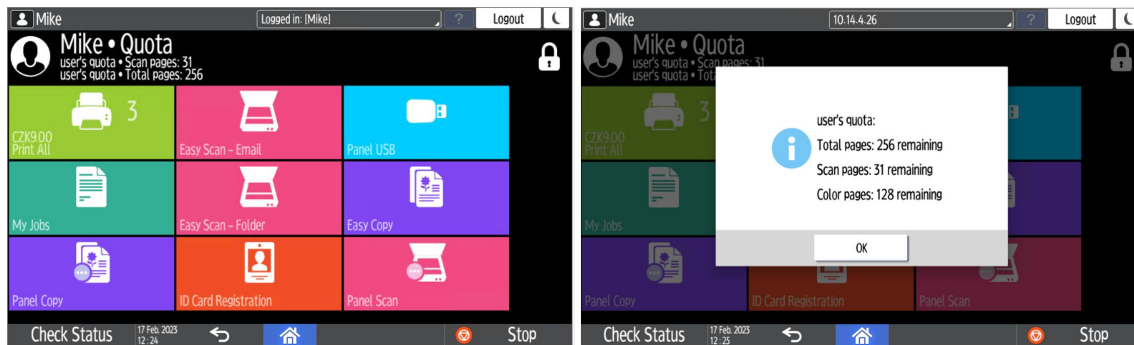 Mike
Logged in: [Mike]
?
Logout
Mike • Quota
user's quota • Scan pages: 31
user's quota • Total pages: 256
3
CZK9.00
Print All
Easy Scan – Email
Panel USB
My Jobs
Easy Scan – Folder
Easy Copy
Panel Copy
ID Card Registration
Panel Scan
Check Status
17 Feb. 2023
12 : 24
Stop
Mike
10.14.4.26
?
Logout
Mike • Quota
user's quota • Scan pages: 31
user's quota • Tota
3
CZK9.00
Print All
user's quota:
Total pages: 256 remaining
Scan pages: 31 remaining
Color pages: 128 remaining
OK
My Jobs
Panel Copy
ID Card Registration
Panel Scan
Check Status
17 Feb. 2023
12 : 25
Stop